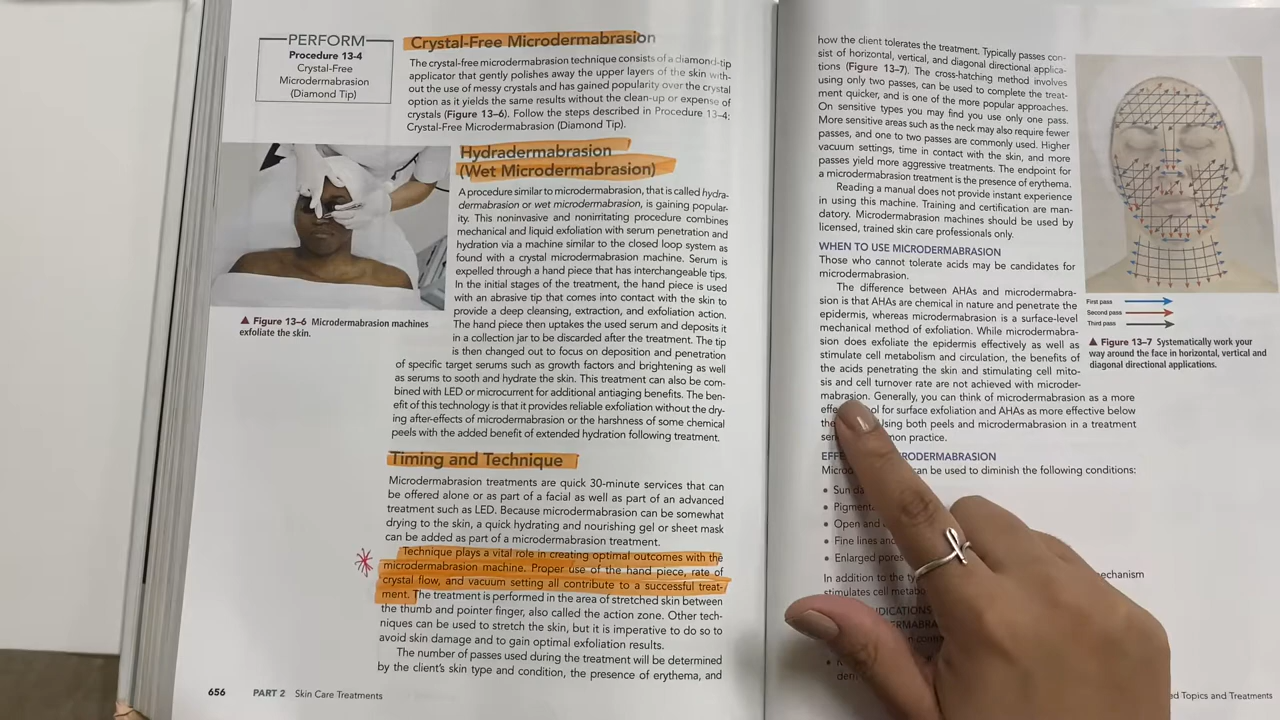 PERFORM
Procedure 13-4
Crystal-Free
Microdermabrasion
(Diamond Tip)
Crystal-Free Microdermabrasion
The crystal-free microdermabrasion technique consists of a diamond-tip
applicator that gently polishes away the upper layers of the skin with-
out the use of messy crystals and has gained popularity over the crystal
option as it yields the same results without the clean-up or expense of
crystals (Figure 13–6). Follow the steps described in Procedure 13–4:
Crystal-Free Microdermabrasion (Diamond Tip).
Hydradermabrasion
(Wet Microdermabrasion)
A procedure similar to microdermabrasion, that is called hydra-
dermabrasion or wet microdermabrasion, is gaining popular-
ity. This noninvasive and nonirritating procedure combines
mechanical and liquid exfoliation with serum penetration and
hydration via a machine similar to the closed loop system as
found with a crystal microdermabrasion machine. Serum is
expelled through a hand piece that has interchangeable tips.
In the initial stages of the treatment, the hand piece is used
with an abrasive tip that comes into contact with the skin to
provide a deep cleansing, extraction, and exfoliation action.
The hand piece then uptakes the used serum and deposits it
in a collection jar to be discarded after the treatment. The tip
is then changed out to focus on deposition and penetration
of specific target serums such as growth factors and brightening as well
as serums to sooth and hydrate the skin. This treatment can also be com-
bined with LED or microcurrent for additional antiaging benefits. The ben-
efit of this technology is that it provides reliable exfoliation without the dry-
ing after-effects of microdermabrasion or the harshness of some chemical
peels with the added benefit of extended hydration following treatment.
▲ Figure 13–6 Microdermabrasion machines
exfoliate the skin.
Timing and Technique
Microdermabrasion treatments are quick 30-minute services that can
be offered alone or as part of a facial as well as part of an advanced
treatment such as LED. Because microdermabrasion can be somewhat
drying to the skin, a quick hydrating and nourishing gel or sheet mask
can be added as part of a microdermabrasion treatment.
Technique plays a vital role in creating optimal outcomes with the
microdermabrasion machine. Proper use of the hand piece, rate of
crystal flow, and vacuum setting all contribute to a successful treat-
ment. The treatment is performed in the area of stretched skin between
the thumb and pointer finger, also called the action zone. Other tech-
niques can be used to stretch the skin, but it is imperative to do so to
avoid skin damage and to gain optimal exfoliation results.
The number of passes used during the treatment will be determined
by the client's skin type and condition, the presence of erythema, and
656 PART 2 Skin Care Treatments
how the client tolerates the treatment. Typically passes con-
sist of horizontal, vertical, and diagonal directional applica-
tions (Figure 13–7). The cross-hatching method involves
using only two passes, can be used to complete the treat-
ment quicker, and is one of the more popular approaches.
On sensitive types you may find you use only one pass.
More sensitive areas such as the neck may also require fewer
passes, and one to two passes are commonly used. Higher
vacuum settings, time in contact with the skin, and more
passes yield more aggressive treatments. The endpoint for
a microdermabrasion treatment is the presence of erythema.
Reading a manual does not provide instant experience
in using this machine. Training and certification are man-
datory. Microdermabrasion machines should be used by
licensed, trained skin care professionals only.
WHEN TO USE MICRODERMABRASION
Those who cannot tolerate acids may be candidates for
microdermabrasion.
The difference between AHAs and microdermabra-
sion is that AHAs are chemical in nature and penetrate the
epidermis, whereas microdermabrasion is a surface-level
mechanical method of exfoliation. While microdermabra-
sion does exfoliate the epidermis effectively as well as
stimulate cell metabolism and circulation, the benefits of
the acids penetrating the skin and stimulating cell mito-
sis and cell turnover rate are not achieved with microder-
mabrasion. Generally, you can think of microdermabrasion as a more
effe ol for surface exfoliation and AHAs as more effective below
the Using both peels and microdermabrasion in a treatment
seri non practice.
First pass
Second pass
Third pass
▲ Figure 13–7 Systematically work your
way around the face in horizontal, vertical and
diagonal directional applications.
EFFE RODERMABRASION
Micro can be used to diminish the following conditions:
• Sun da
• Pigment
• Open and
• Fine lines and
• Enlarged pores
In addition to the ty echanism
stimulates cell metabo
DICATIONS
ERMABRA
ed Topics and Treatments